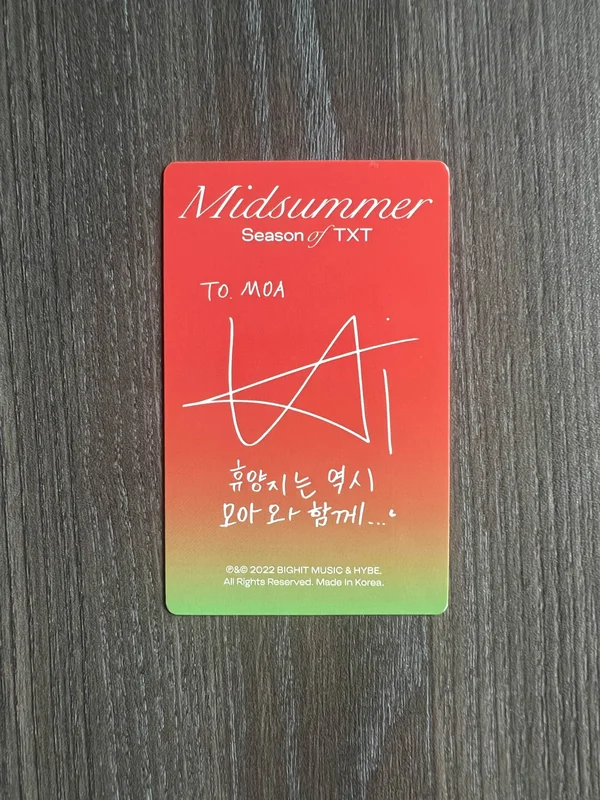 Midsummer
Season of TXT
TO. MOA
KAi
휴양지는 역시
모아와 함께...
℗&© 2022 BIGHIT MUSIC & HYBE.
All Rights Reserved. Made in Korea.